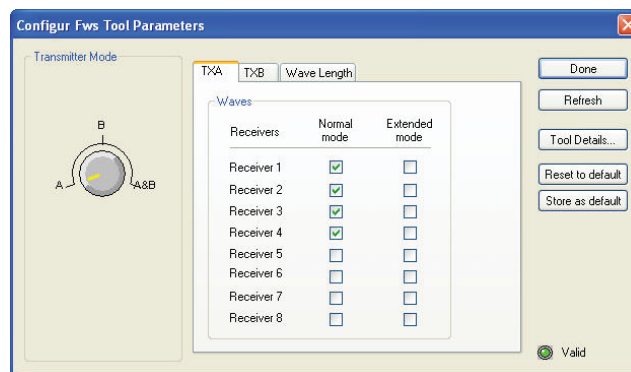 Configur Fws Tool Parameters
Transmitter Mode
A
B
A&B
TXA
TXB
Wave Length
Waves
Receivers
Normal mode
Extended mode
Receiver 1
Receiver 2
Receiver 3
Receiver 4
Receiver 5
Receiver 6
Receiver 7
Receiver 8
Done
Refresh
Tool Details...
Reset to default
Store as default
Valid